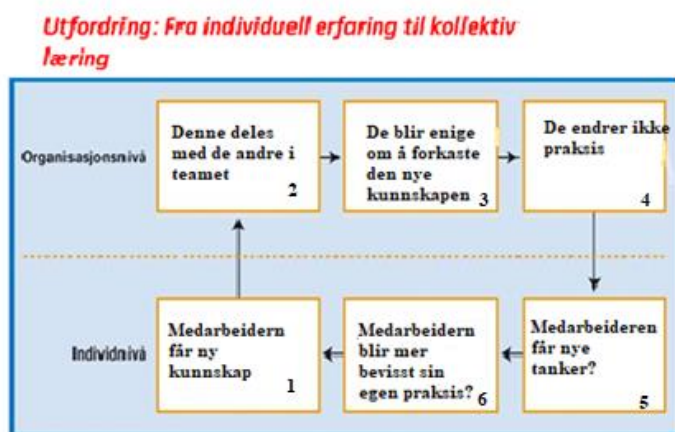 Utfordring: Fra individuell erfaring til kollektiv
læring
Organisasjonsnivå
Denne deles
med de andre i
teamet
2
De blir enige
om å forkaste
den nye
kunnskapen 3
De endrer ikke
praksis
4
Individnivå
Medarbeidern
får ny
kunnskap
1
Medarbeidern
blir mer
bevisst sin
egen praksis? 6
Medarbeideren
får nye
tanker?
5